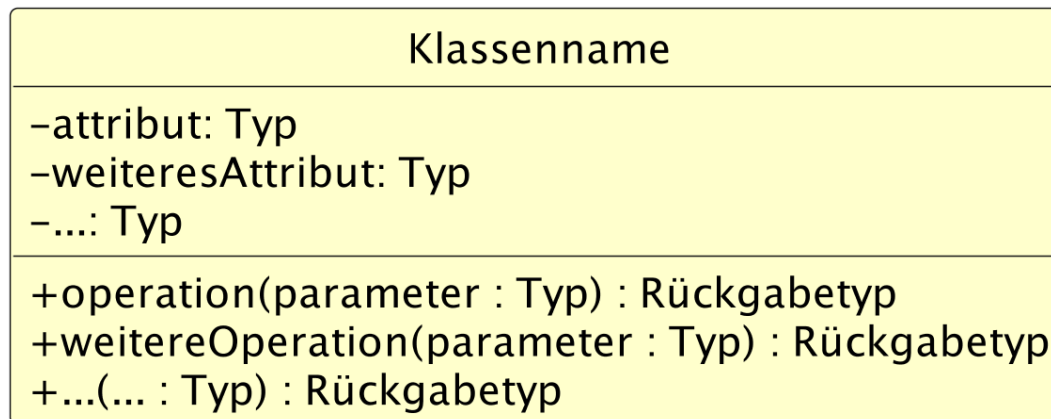 Klassenname
–attribut: Typ
–weiteresAttribut: Typ
–...: Typ
+operation(parameter : Typ) : Rückgabetyp
+weitereOperation(parameter : Typ) : Rückgabetyp
+...(... : Typ) : Rückgabetyp